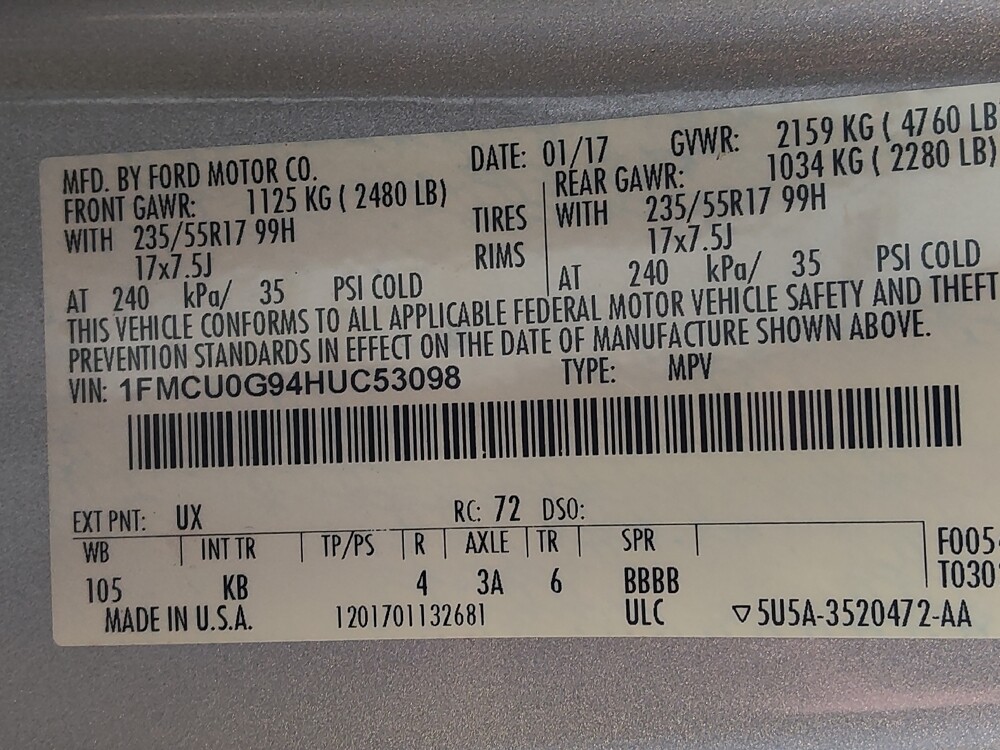 MFD. BY FORD MOTOR CO. DATE: 01/17 GVWR: 2159 KG ( 4760 LB
FRONT GAWR: 1125 KG ( 2480 LB) REAR GAWR: 1034 KG ( 2280 LB)
WITH 235/55R17 99H TIRES WITH 235/55R17 99H
17x7.5J RIMS 17x7.5J
AT 240 kPa/ 35 PSI COLD AT 240 kPa/ 35 PSI COLD
THIS VEHICLE CONFORMS TO ALL APPLICABLE FEDERAL MOTOR VEHICLE SAFETY AND THEFT
PREVENTION STANDARDS IN EFFECT ON THE DATE OF MANUFACTURE SHOWN ABOVE.
VIN: 1FMCU0G94HUC53098 TYPE: MPV
EXT PNT: UX RC: 72 DSO:
WB INT TR TP/PS R AXLE TR SPR F005
105 KB 4 3A 6 BBBB T030
MADE IN U.S.A. 1201701132681 ULC ▽5U5A-3520472-AA